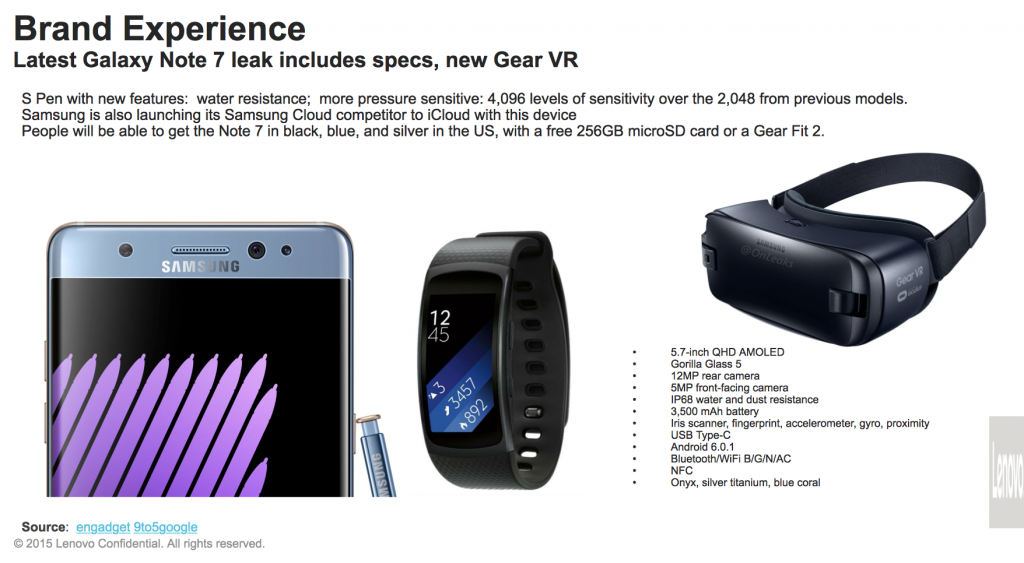 Brand Experience
Latest Galaxy Note 7 leak includes specs, new Gear VR
S Pen with new features:  water resistance;  more pressure sensitive: 4,096 levels of sensitivity over the 2,048 from previous models.
Samsung is also launching its Samsung Cloud competitor to iCloud with this device
People will be able to get the Note 7 in black, blue, and silver in the US, with a free 256GB microSD card or a Gear Fit 2.
SAMSUNG
SAMSUNG
12
45
3
3457
892
SAMSUNG
@OnLeaks
Gear VR
oculus
• 5.7-inch QHD AMOLED
• Gorilla Glass 5
• 12MP rear camera
• 5MP front-facing camera
• IP68 water and dust resistance
• 3,500 mAh battery
• Iris scanner, fingerprint, accelerometer, gyro, proximity
• USB Type-C
• Android 6.0.1
• Bluetooth/WiFi B/G/N/AC
• NFC
• Onyx, silver titanium, blue coral
Lenovo
Source:  engadget 9to5google
© 2015 Lenovo Confidential. All rights reserved.